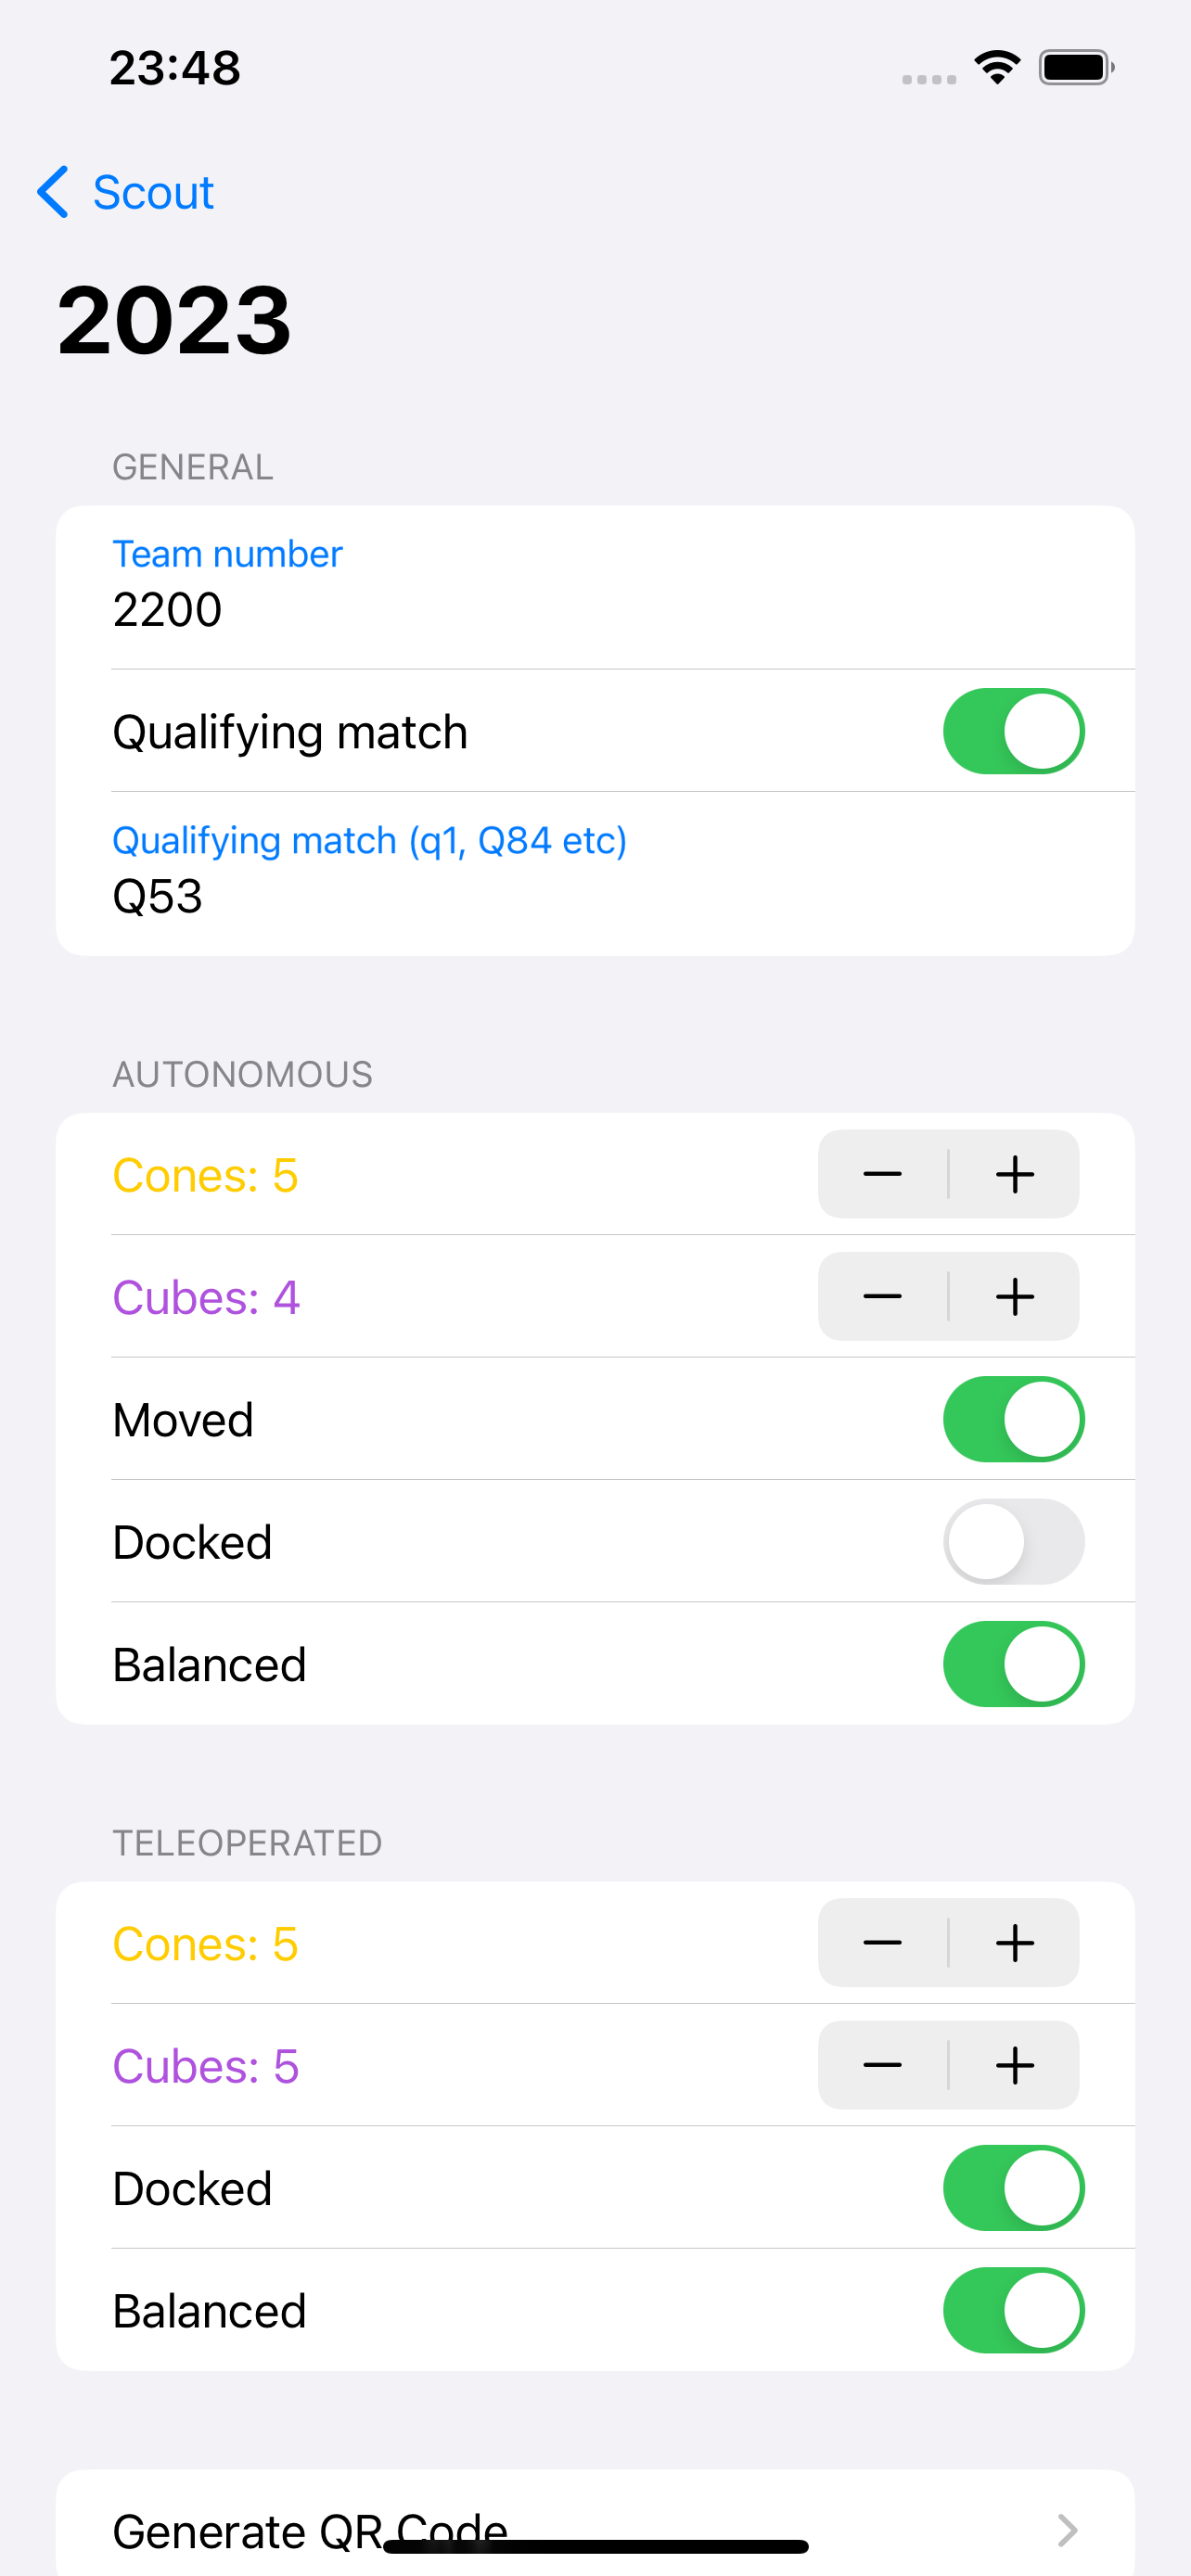 23:48
Scout
2023
GENERAL
Team number
2200
Qualifying match
Qualifying match (q1, Q84 etc)
Q53
AUTONOMOUS
Cones: 5
Cubes: 4
Moved
Docked
Balanced
TELEOPERATED
Cones: 5
Cubes: 5
Docked
Balanced
Generate QR Code